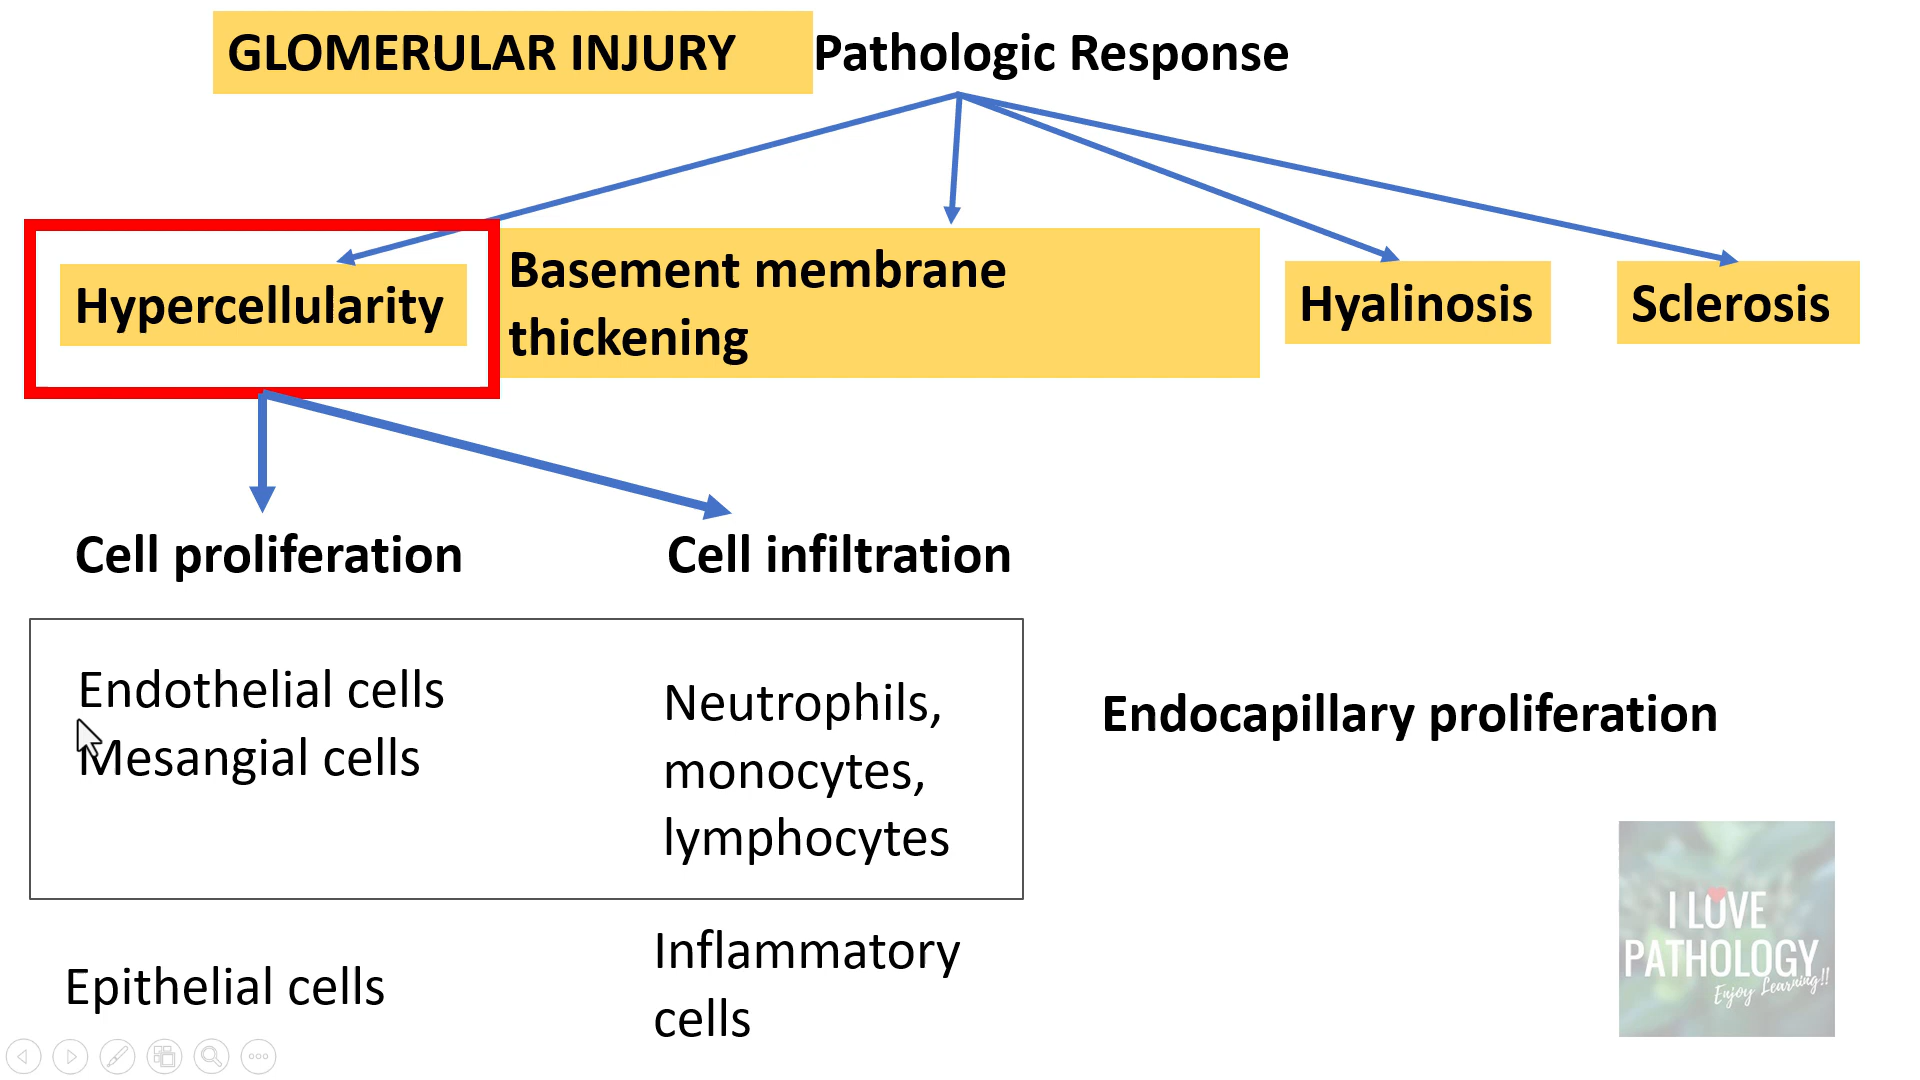 GLOMERULAR INJURY Pathologic Response
Hypercellularity
Basement membrane
thickening
Hyalinosis
Sclerosis
Cell proliferation
Cell infiltration
Endothelial cells
Mesangial cells
Neutrophils,
monocytes,
lymphocytes
Endocapillary proliferation
Epithelial cells
Inflammatory
cells
I LOVE
PATHOLOGY
Enjoy Learning!!